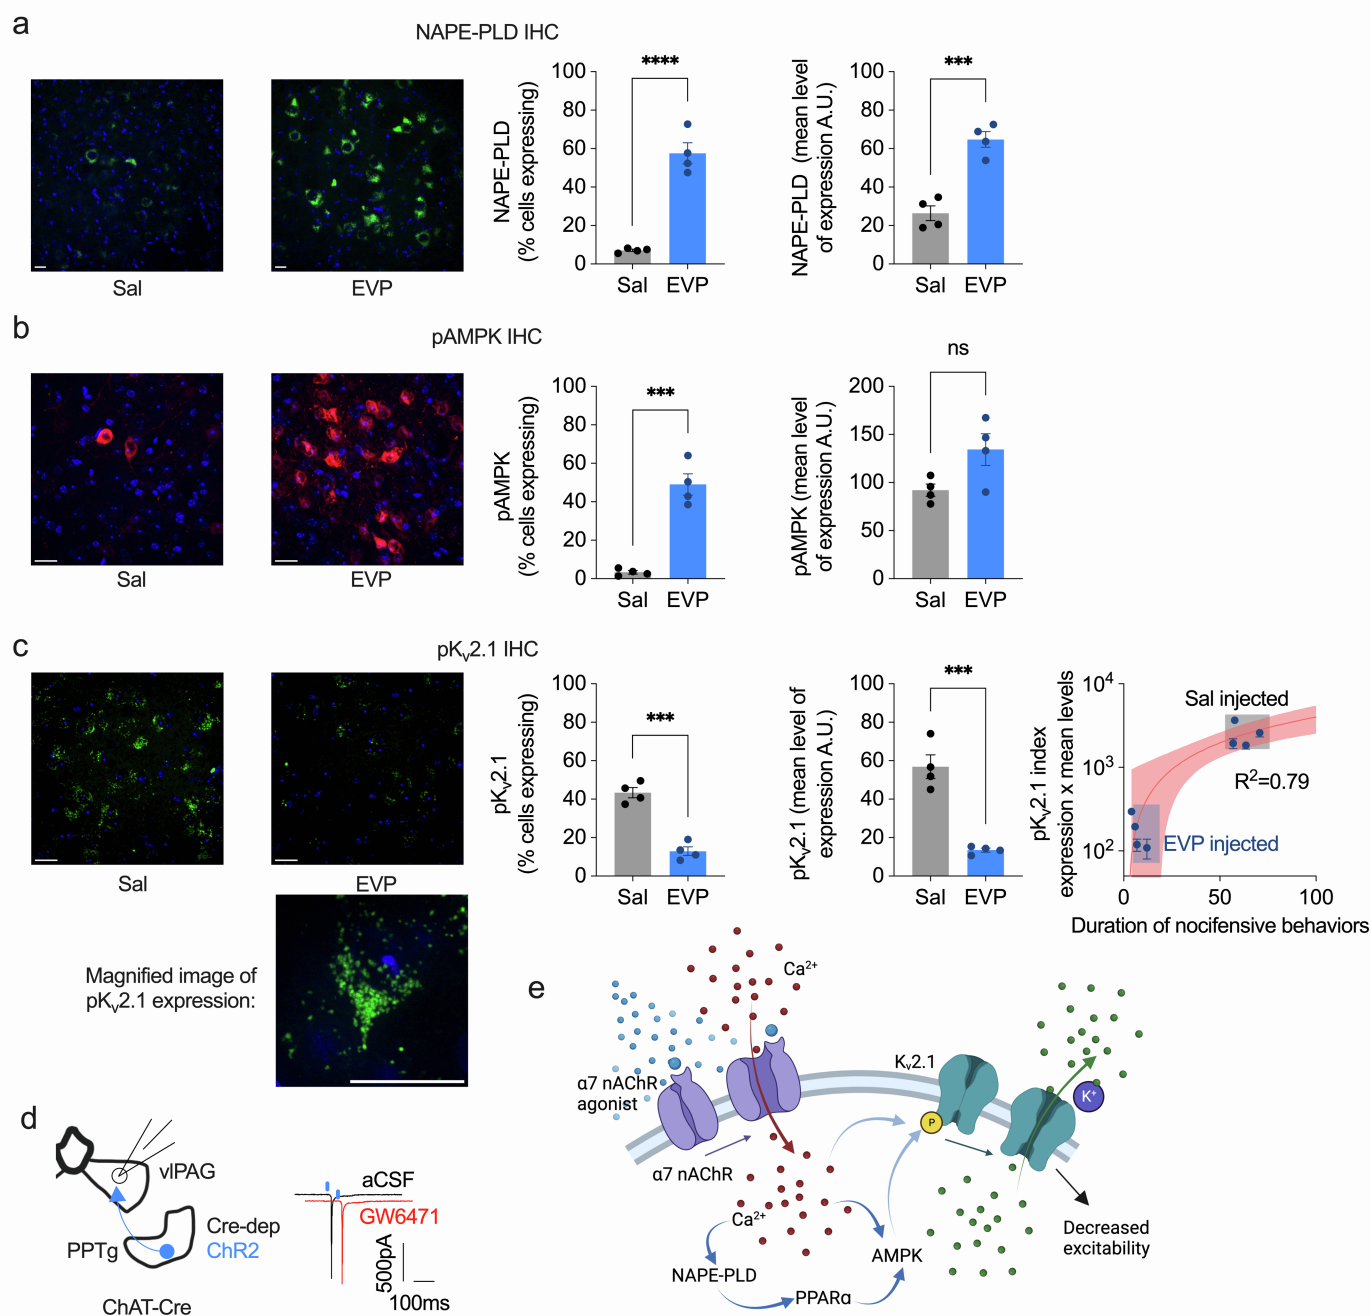 a
NAPE-PLD IHC
Sal
EVP
NAPE-PLD
(% cells expressing)
100
80
60
40
20
0
****
Sal EVP
NAPE-PLD (mean level
of expression A.U.)
100
80
60
40
20
0
***
Sal EVP
b
pAMPK IHC
Sal
EVP
pAMPK
(% cells expressing)
100
80
60
40
20
0
***
Sal EVP
pAMPK (mean level
of expression A.U.)
200
150
100
50
0
ns
Sal EVP
c
pKv2.1 IHC
Sal
EVP
pKv2.1
(% cells expressing)
100
80
60
40
20
0
***
Sal EVP
pKv2.1 (mean level of
expression A.U.)
100
80
60
40
20
0
***
Sal EVP
pKv2.1 index
expression x mean levels
10⁴
10³
10²
Sal injected
R²=0.79
EVP injected
0 50 100
Duration of nocifensive behaviors
Magnified image of
pKv2.1 expression:
d
vlPAG
PPTg
Cre-dep
ChR2
ChAT-Cre
aCSF
GW6471
500pA
100ms
e
Ca²⁺
α7 nAChR
agonist
α7 nAChR
Kv2.1
P
K⁺
Ca²⁺
NAPE-PLD
PPARα
AMPK
Decreased
excitability